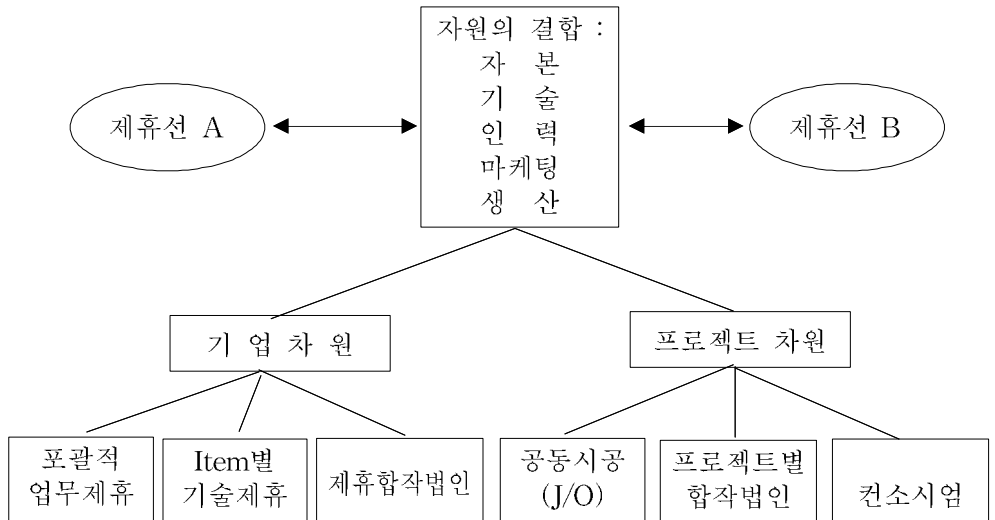 자원의 결합 :
자 본
기 술
인 력
마케팅
생 산
제휴선 A
제휴선 B
기 업 차 원
프로젝트 차원
포괄적
업무제휴
Item별
기술제휴
제휴합작법인
공동시공
(J/O)
프로젝트별
합작법인
컨소시엄